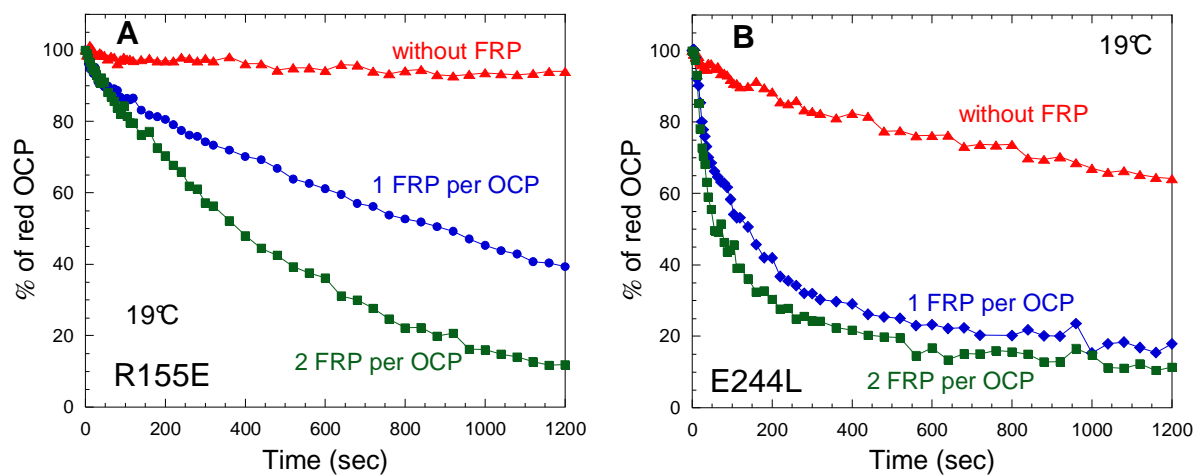 A
without FRP
1 FRP per OCP
19°C
2 FRP per OCP
R155E
% of red OCP
100
80
60
40
20
0
0 200 400 600 800 1000 1200
Time (sec)
B
19°C
without FRP
1 FRP per OCP
2 FRP per OCP
E244L
% of red OCP
100
80
60
40
20
0
0 200 400 600 800 1000 1200
Time (sec)